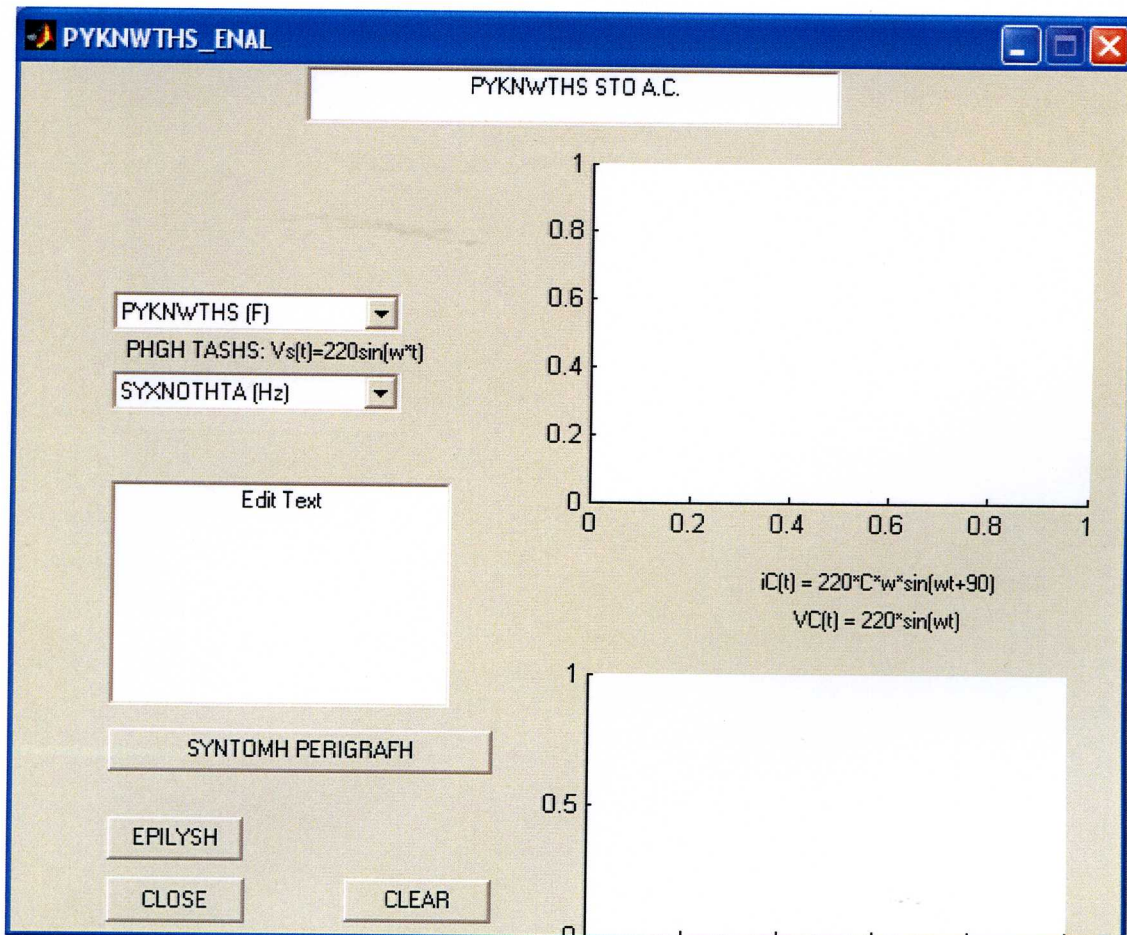 PYKNWTHS_ENAL
PYKNWTHS STO A.C.
PYKNWTHS (F)
PHGH TASHS: Vs(t)=220sin(w*t)
SYXNOTHTA (Hz)
Edit Text
SYNTOMH PERIGRAFH
EPILYSH
CLOSE
CLEAR
1
0.8
0.6
0.4
0.2
0
0 0.2 0.4 0.6 0.8 1
iC(t) = 220*C*w*sin(wt+90)
VC(t) = 220*sin(wt)
1
0.5
0